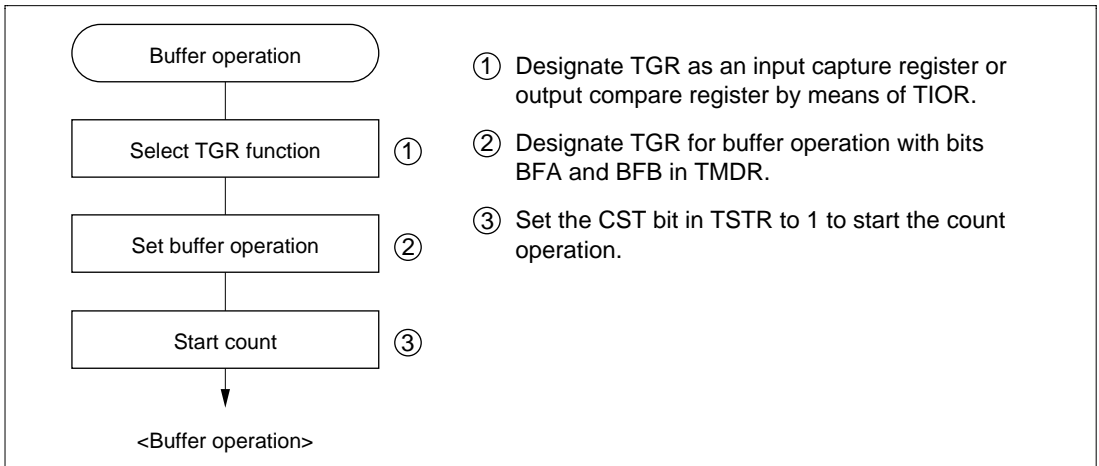 Buffer operation
Select TGR function
①
Set buffer operation
②
Start count
③
<Buffer operation>
① Designate TGR as an input capture register or
output compare register by means of TIOR.
② Designate TGR for buffer operation with bits
BFA and BFB in TMDR.
③ Set the CST bit in TSTR to 1 to start the count
operation.